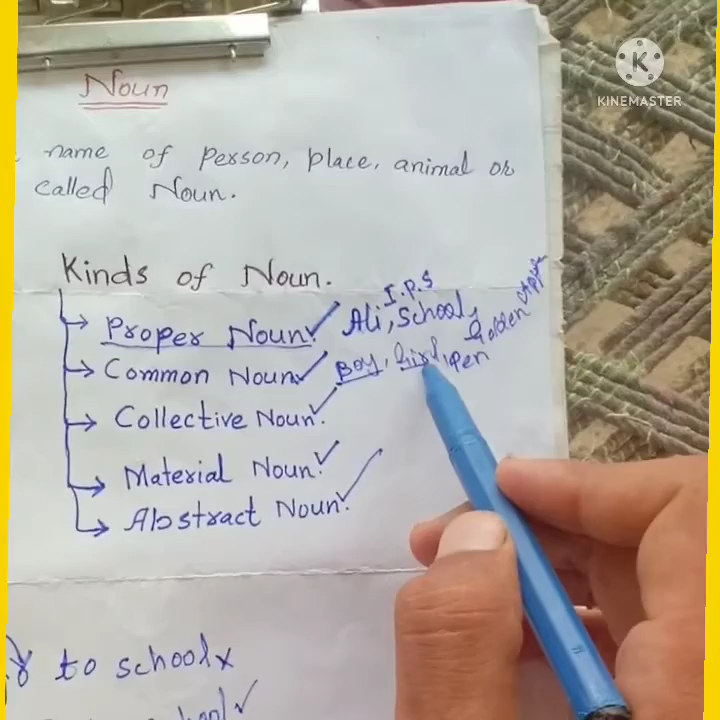 KINEMASTER
Noun
name of person, place, animal or
called Noun.
Kinds of Noun.
I.P.S
Proper Noun Ali, School, Golden Apple
Common Noun Boy, Girl, Pen
Collective Noun.
Material Noun.
Abstract Noun.
to school x